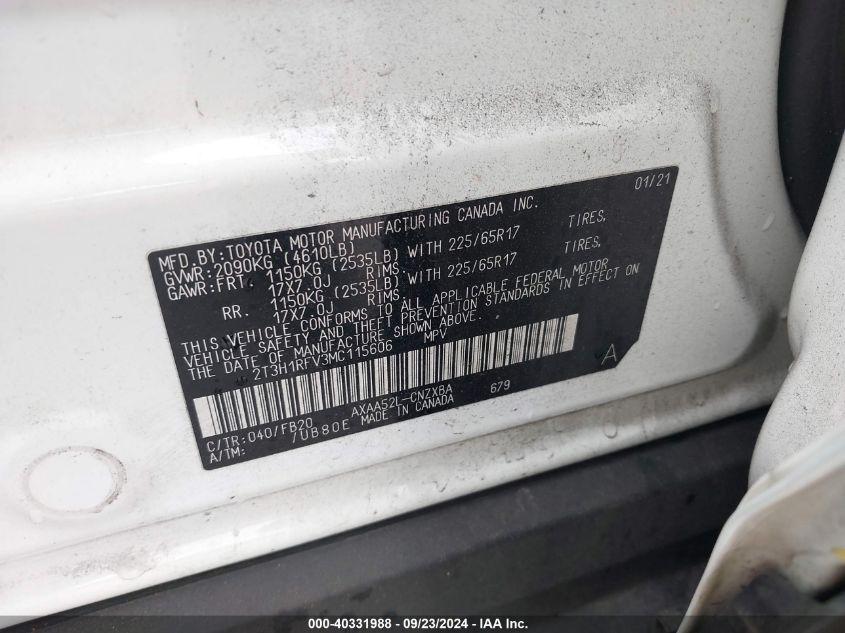 01/21
MFD.BY:TOYOTA MOTOR MANUFACTURING CANADA INC.
GVWR:2090KG (4610LB)
GAWR:FRT. 1150KG (2535LB) WITH 225/65R17 TIRES,
17X7.0J RIMS.
RR. 1150KG (2535LB) WITH 225/65R17 TIRES,
17X7.0J RIMS.
THIS VEHICLE CONFORMS TO ALL APPLICABLE FEDERAL MOTOR
VEHICLE SAFETY AND THEFT PREVENTION STANDARDS IN EFFECT ON
THE DATE OF MANUFACTURE SHOWN ABOVE.
2T3H1RFV3MC115606 MPV
A
C/TR:040/FB20 AXAA52L-CNZXBA 679
A/TM: /UB80E MADE IN CANADA
000-40331988 - 09/23/2024 - IAAI.com